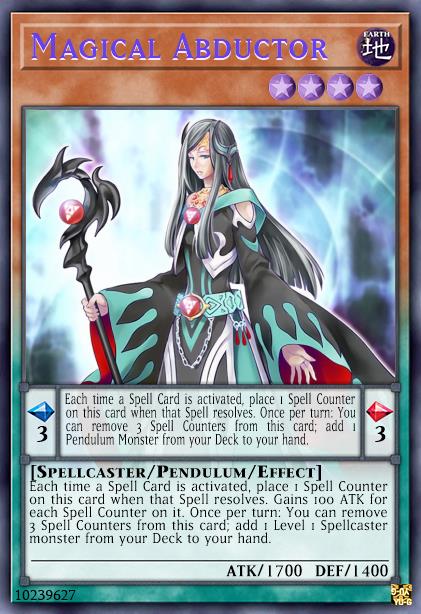 Magical Abductor
EARTH
地
Each time a Spell Card is activated, place 1 Spell Counter
on this card when that Spell resolves. Once per turn: You
can remove 3 Spell Counters from this card; add 1
Pendulum Monster from your Deck to your hand.
3
3
[Spellcaster/Pendulum/Effect]
Each time a Spell Card is activated, place 1 Spell Counter
on this card when that Spell resolves. Gains 100 ATK for
each Spell Counter on it. Once per turn: You can remove
3 Spell Counters from this card; add 1 Level 1 Spellcaster
monster from your Deck to your hand.
ATK/1700 DEF/1400
10239627